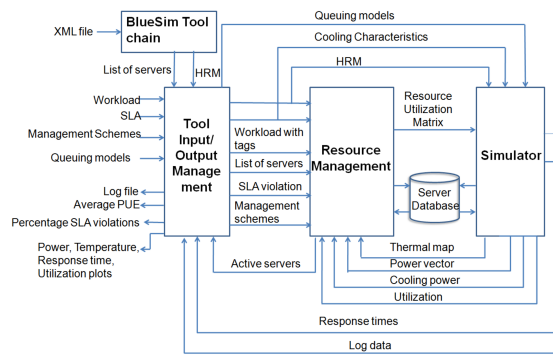 Queuing models
BlueSim Tool
chain
XML file
Cooling Characteristics
List of servers
HRM
HRM
Workload
SLA
Management Schemes
Queuing models
Log file
Average PUE
Percentage SLA violations
Power, Temperature,
Response time,
Utilization plots
Tool
Input/
Output Manage
ment
Workload with
tags
List of servers
SLA violation
Management
schemes
Active servers
Resource
Management
Resource
Utilization
Matrix
Server
Database
Simulator
Thermal map
Power vector
Cooling power
Utilization
Response times
Log data